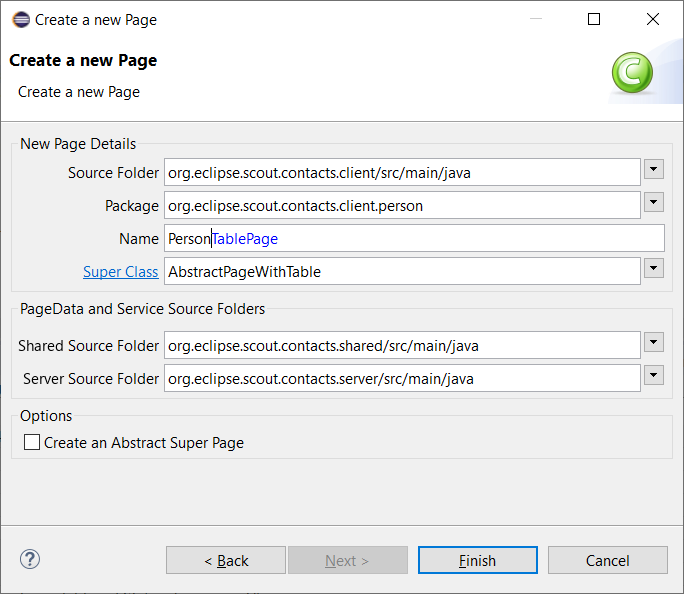 Create a new Page
Create a new Page
Create a new Page
New Page Details
Source Folder org.eclipse.scout.contacts.client/src/main/java
Package org.eclipse.scout.contacts.client.person
Name PersonTablePage
Super Class AbstractPageWithTable
PageData and Service Source Folders
Shared Source Folder org.eclipse.scout.contacts.shared/src/main/java
Server Source Folder org.eclipse.scout.contacts.server/src/main/java
Options
Create an Abstract Super Page
? < Back Next > Finish Cancel